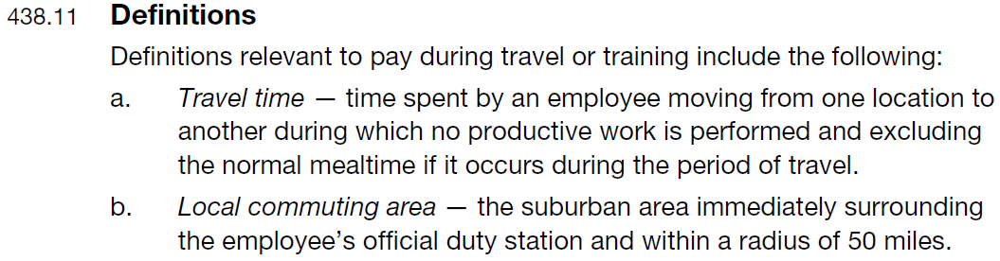 438.11 Definitions
Definitions relevant to pay during travel or training include the following:
a. Travel time — time spent by an employee moving from one location to
another during which no productive work is performed and excluding
the normal mealtime if it occurs during the period of travel.
b. Local commuting area — the suburban area immediately surrounding
the employee’s official duty station and within a radius of 50 miles.